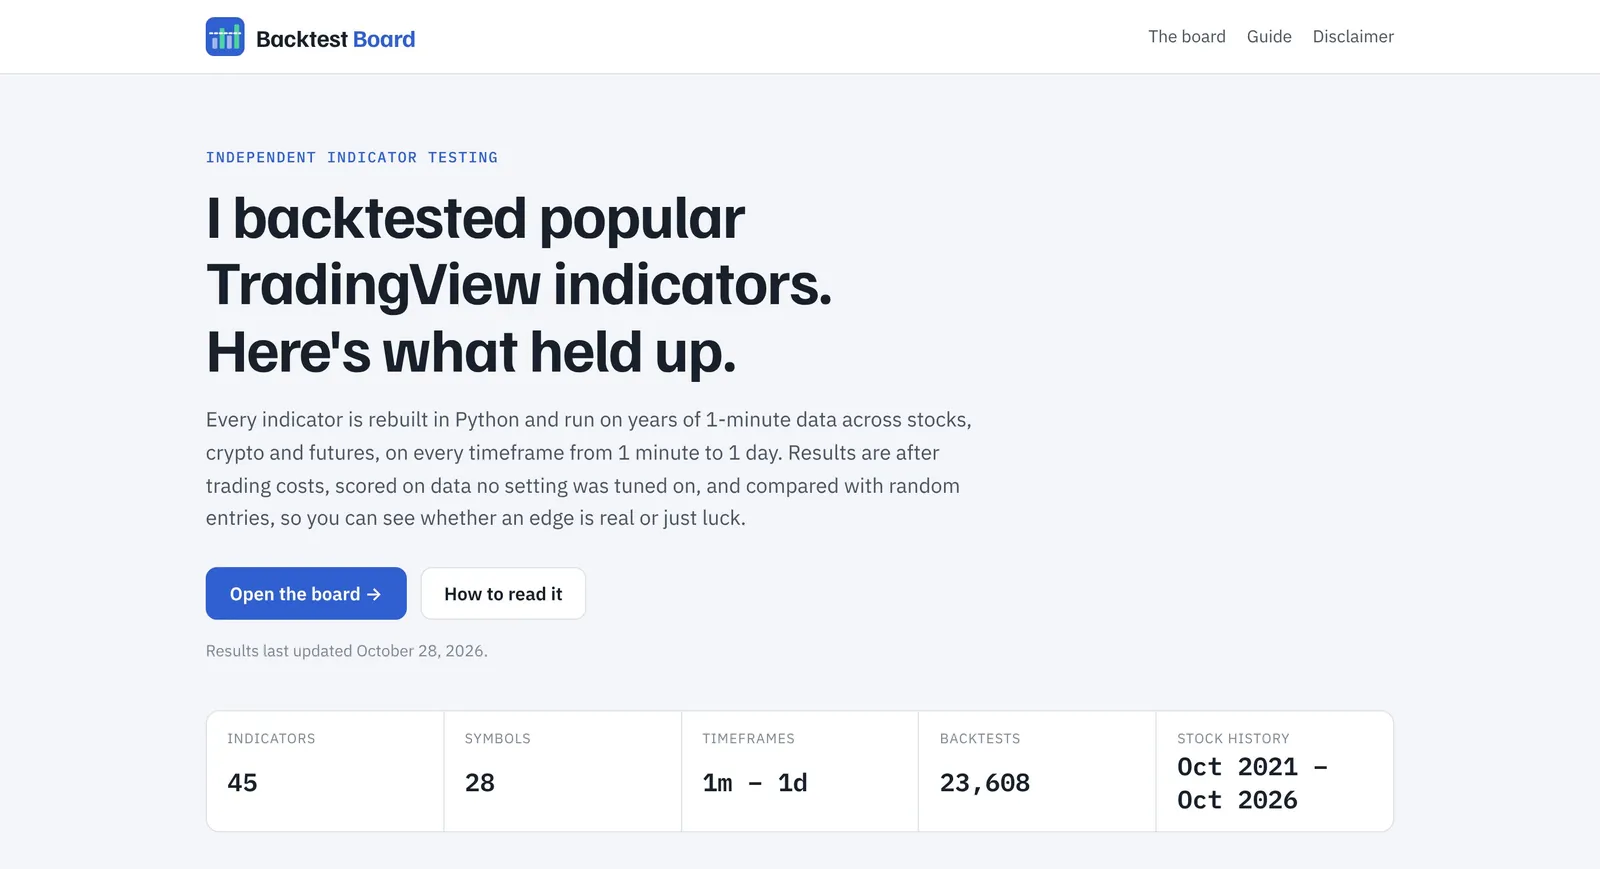 Backtest Board
The board
Guide
Disclaimer
INDEPENDENT INDICATOR TESTING
I backtested popular
TradingView indicators.
Here's what held up.
Every indicator is rebuilt in Python and run on years of 1-minute data across stocks,
crypto and futures, on every timeframe from 1 minute to 1 day. Results are after
trading costs, scored on data no setting was tuned on, and compared with random
entries, so you can see whether an edge is real or just luck.
Open the board →
How to read it
Results last updated October 28, 2026.
INDICATORS
45
SYMBOLS
28
TIMEFRAMES
1m – 1d
BACKTESTS
23,608
STOCK HISTORY
Oct 2021 –
Oct 2026